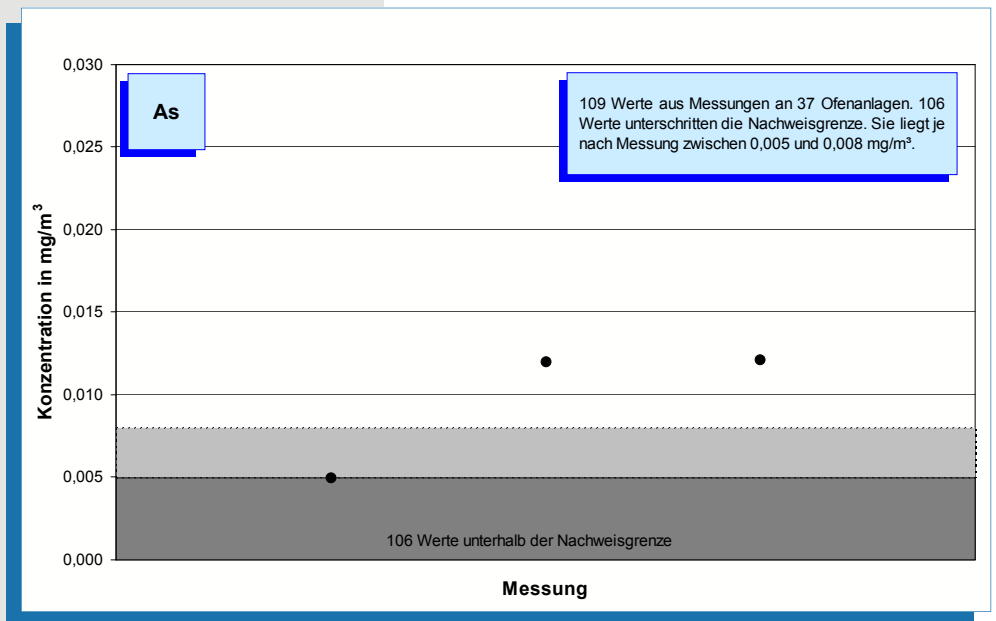 As
109 Werte aus Messungen an 37 Ofenanlagen. 106
Werte unterschritten die Nachweisgrenze. Sie liegt je
nach Messung zwischen 0,005 und 0,008 mg/m³.
Konzentration in mg/m³
0,030
0,025
0,020
0,015
0,010
0,005
0,000
106 Werte unterhalb der Nachweisgrenze
Messung